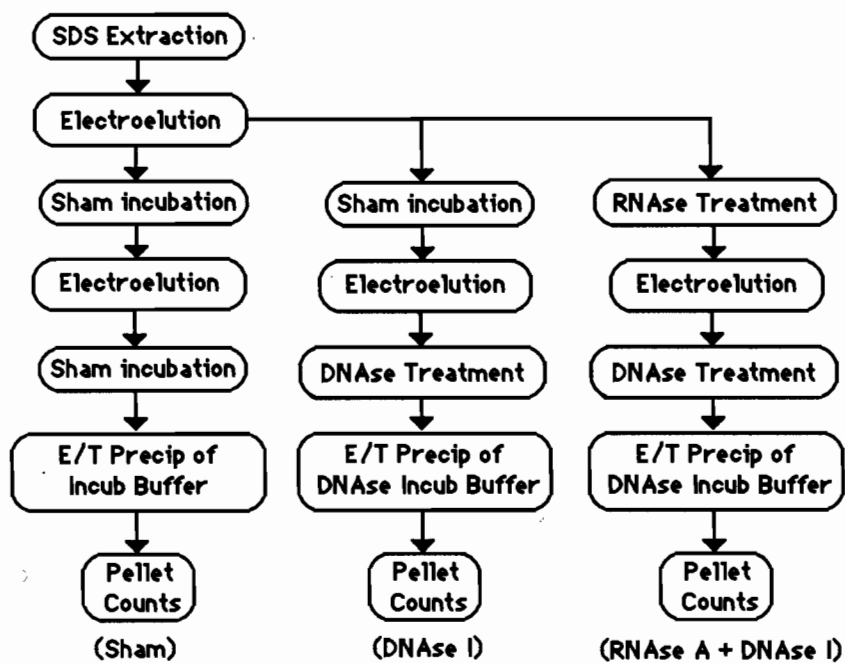 SDS Extraction
Electroelution
Sham incubation
Sham incubation
RNAse Treatment
Electroelution
Electroelution
Electroelution
Sham incubation
DNAse Treatment
DNAse Treatment
E/T Precip of
Incub Buffer
E/T Precip of
DNAse Incub Buffer
E/T Precip of
DNAse Incub Buffer
Pellet
Counts
Pellet
Counts
Pellet
Counts
(Sham)
(DNAse I)
(RNAse A + DNAse I)